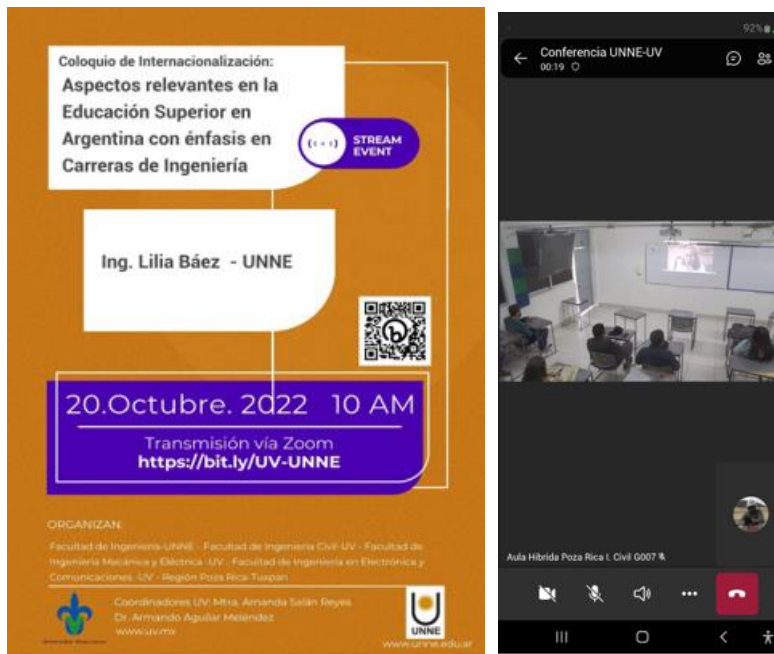 Coloquio de Internacionalización:
Aspectos relevantes en la
Educación Superior en
Argentina con énfasis en
Carreras de Ingeniería
STREAM
EVENT
Ing. Lilia Báez - UNNE
20.Octubre. 2022 10 AM
Transmisión vía Zoom
https://bit.ly/UV-UNNE
ORGANIZAN:
Facultad de Ingeniería-UNNE - Facultad de Ingeniería Civil-UV - Facultad de
Ingeniería Mecánica y Eléctrica -UV . Facultad de Ingeniería en Electrónica y
Comunicaciones -UV - Región Poza Rica-Tuxpan
Coordinadores UV: Mtra. Amanda Salán Reyes
Dr. Armando Aguilar Meléndez
www.uv.mx
UNNE
www.unne.edu.ar
92%
Conferencia UNNE-UV
00:19
Aula Híbrida Poza Rica I. Civil G007